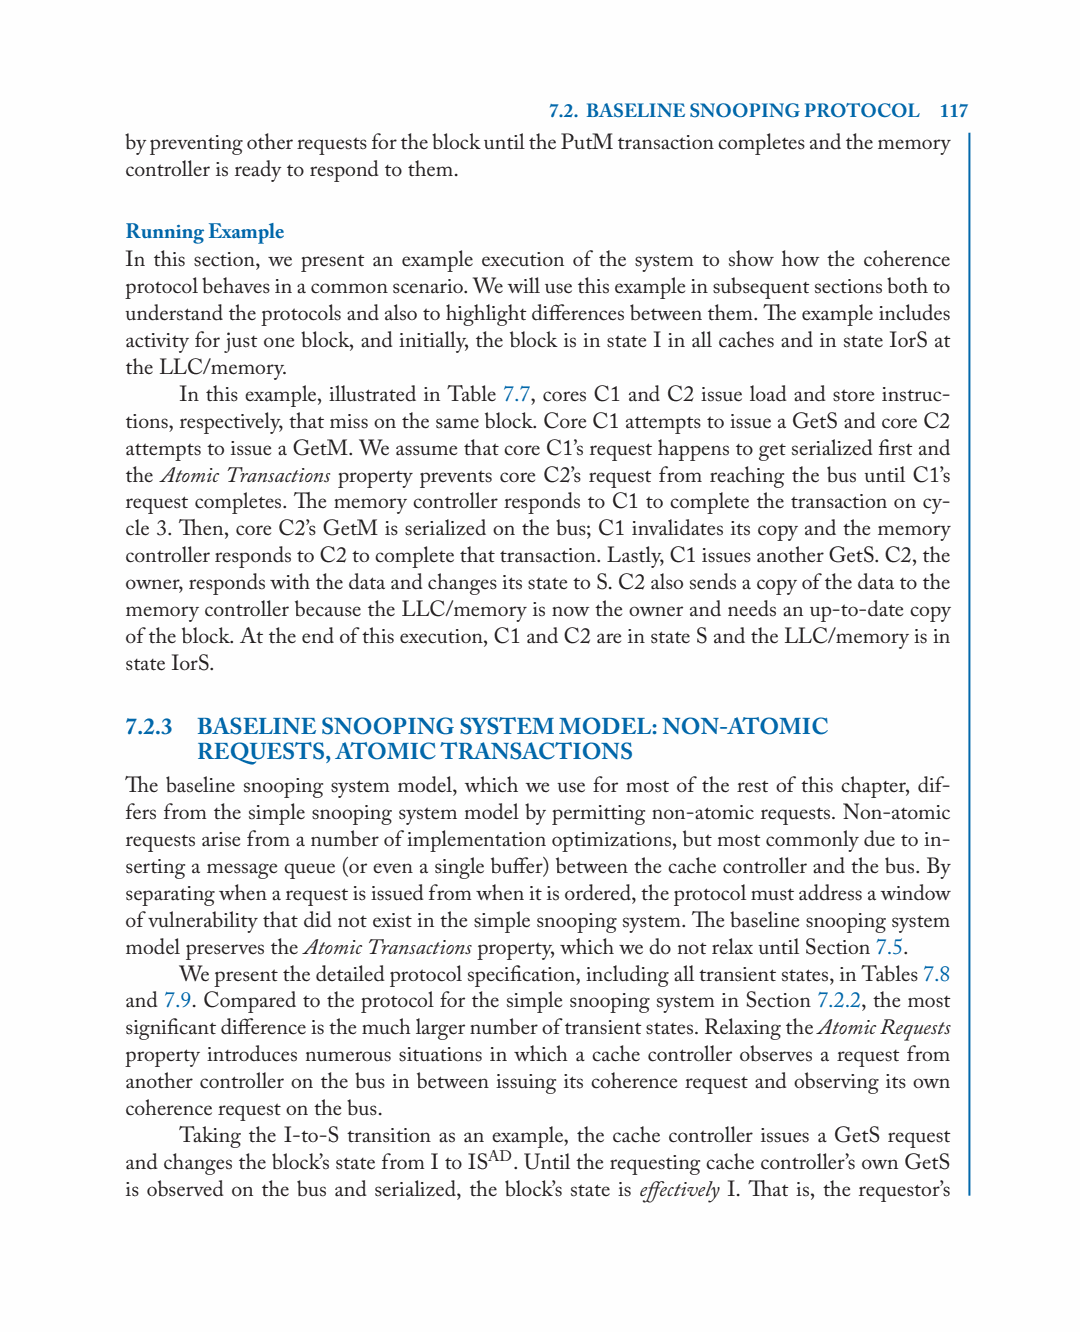 7.2. BASELINE SNOOPING PROTOCOL 117
by preventing other requests for the block until the PutM transaction completes and the memory
controller is ready to respond to them.
Running Example
In this section, we present an example execution of the system to show how the coherence
protocol behaves in a common scenario. We will use this example in subsequent sections both to
understand the protocols and also to highlight differences between them. The example includes
activity for just one block, and initially, the block is in state I in all caches and in state IorS at
the LLC/memory.
In this example, illustrated in Table 7.7, cores C1 and C2 issue load and store instruc-
tions, respectively, that miss on the same block. Core C1 attempts to issue a GetS and core C2
attempts to issue a GetM. We assume that core C1’s request happens to get serialized first and
the Atomic Transactions property prevents core C2’s request from reaching the bus until C1’s
request completes. The memory controller responds to C1 to complete the transaction on cy-
cle 3. Then, core C2’s GetM is serialized on the bus; C1 invalidates its copy and the memory
controller responds to C2 to complete that transaction. Lastly, C1 issues another GetS. C2, the
owner, responds with the data and changes its state to S. C2 also sends a copy of the data to the
memory controller because the LLC/memory is now the owner and needs an up-to-date copy
of the block. At the end of this execution, C1 and C2 are in state S and the LLC/memory is in
state IorS.
7.2.3 BASELINE SNOOPING SYSTEM MODEL: NON-ATOMIC
REQUESTS, ATOMIC TRANSACTIONS
The baseline snooping system model, which we use for most of the rest of this chapter, dif-
fers from the simple snooping system model by permitting non-atomic requests. Non-atomic
requests arise from a number of implementation optimizations, but most commonly due to in-
serting a message queue (or even a single buffer) between the cache controller and the bus. By
separating when a request is issued from when it is ordered, the protocol must address a window
of vulnerability that did not exist in the simple snooping system. The baseline snooping system
model preserves the Atomic Transactions property, which we do not relax until Section 7.5.
We present the detailed protocol specification, including all transient states, in Tables 7.8
and 7.9. Compared to the protocol for the simple snooping system in Section 7.2.2, the most
significant difference is the much larger number of transient states. Relaxing the Atomic Requests
property introduces numerous situations in which a cache controller observes a request from
another controller on the bus in between issuing its coherence request and observing its own
coherence request on the bus.
Taking the I-to-S transition as an example, the cache controller issues a GetS request
and changes the block’s state from I to ISᴬᴰ. Until the requesting cache controller’s own GetS
is observed on the bus and serialized, the block’s state is effectively I. That is, the requestor’s